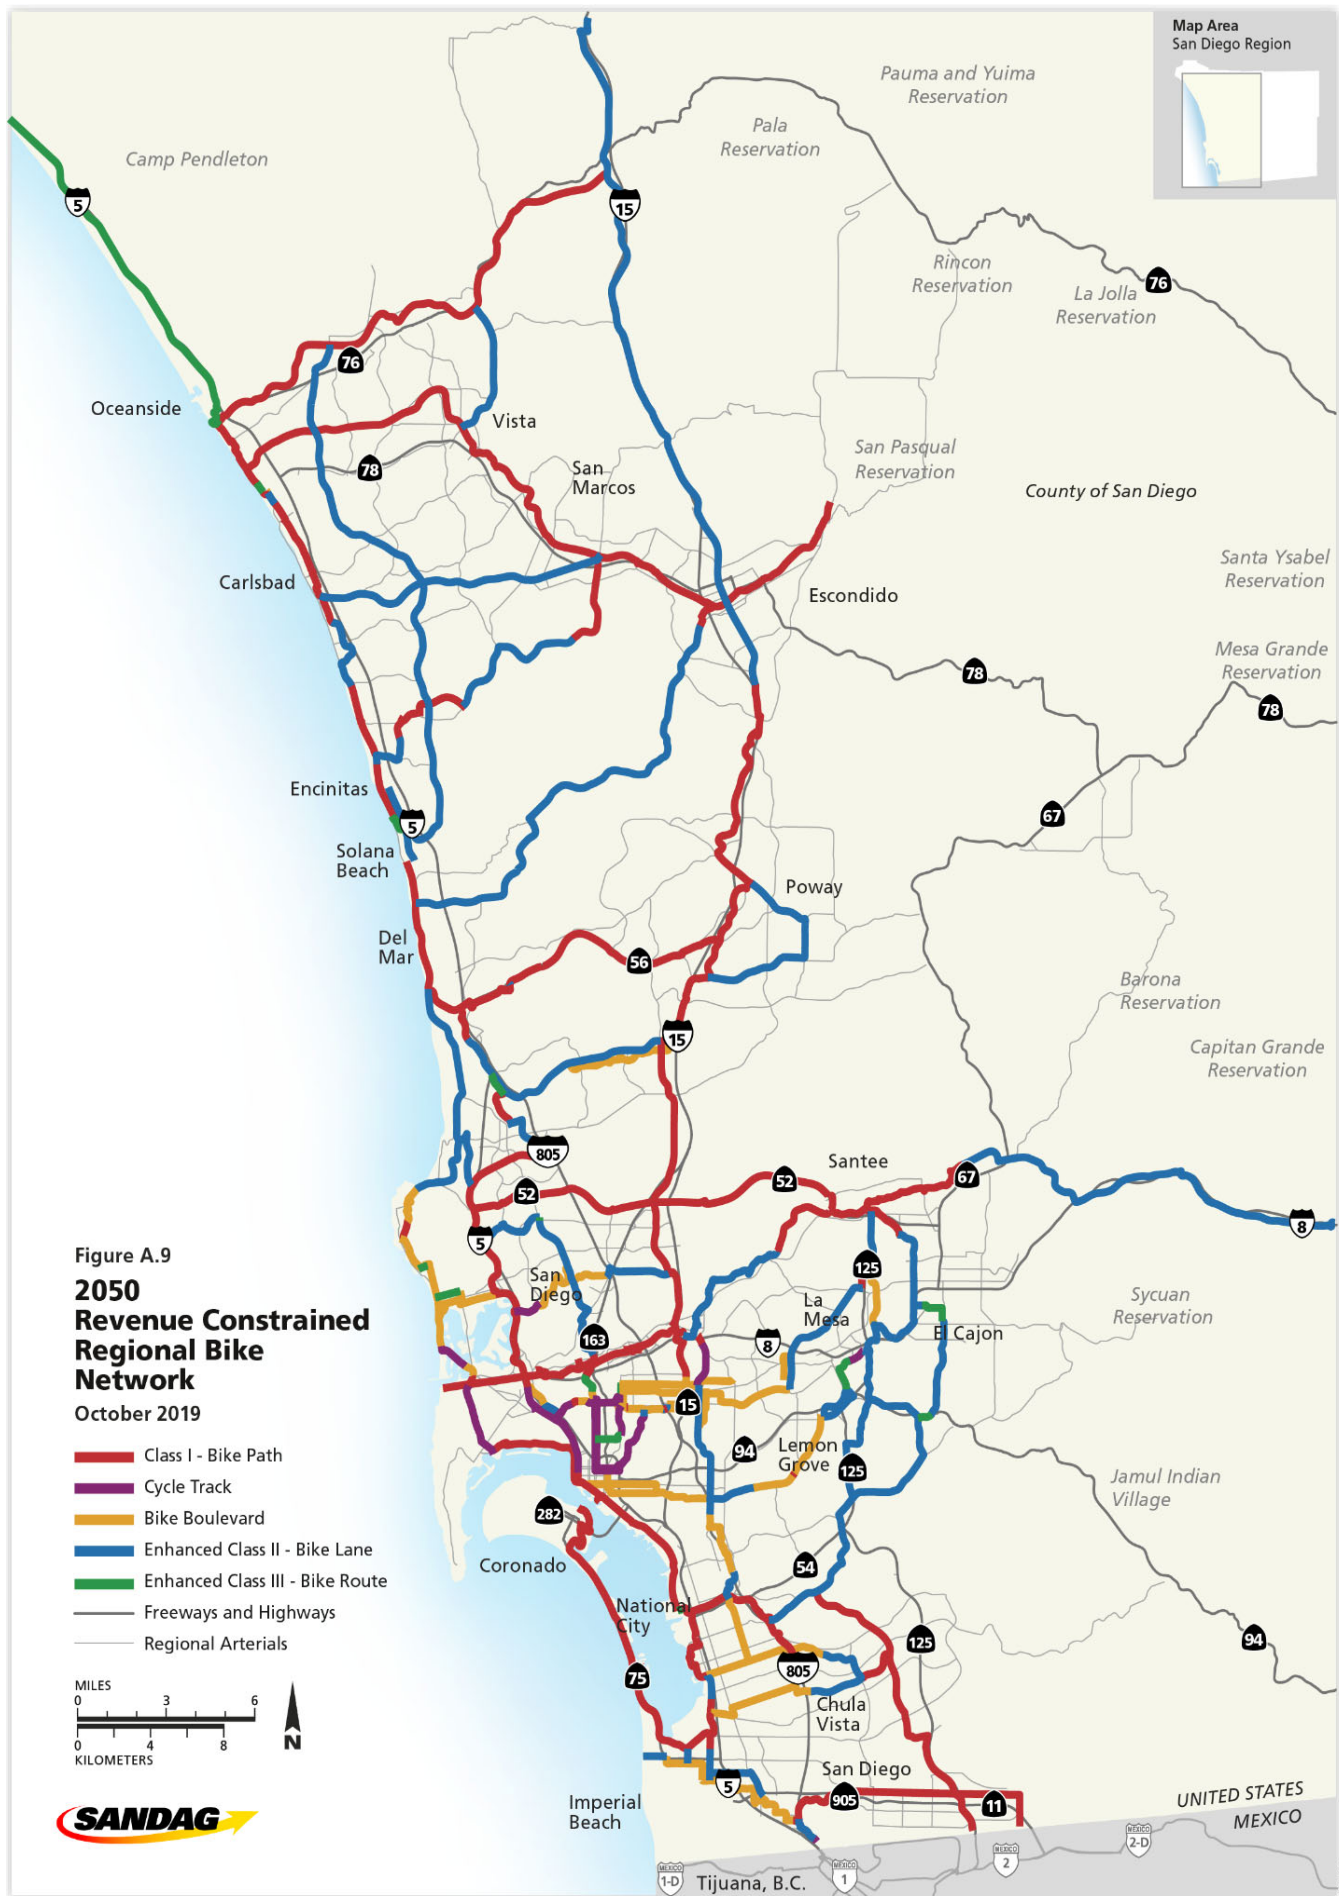 Map Area
San Diego Region
Pauma and Yuima
Reservation
Pala
Reservation
Camp Pendleton
5
15
Rincon
Reservation
76
La Jolla
Reservation
76
Oceanside
Vista
78
San
Marcos
San Pasqual
Reservation
County of San Diego
Carlsbad
Escondido
Santa Ysabel
Reservation
Mesa Grande
Reservation
78
78
Encinitas
5
67
Solana
Beach
Poway
Del
Mar
56
Barona
Reservation
15
Capitan Grande
Reservation
805
Santee
67
52
52
8
5
125
San
Diego
La
Mesa
Sycuan
Reservation
163
8
El Cajon
15
94
Lemon
Grove
125
Jamul Indian
Village
282
Coronado
54
National
City
125
94
75
805
Chula
Vista
San Diego
5
905
11
Imperial
Beach
UNITED STATES
MEXICO
MEXICO
1-D
Tijuana, B.C.
MEXICO
1
MEXICO
2
MEXICO
2-D
Figure A.9
2050
Revenue Constrained
Regional Bike
Network
October 2019
Class I - Bike Path
Cycle Track
Bike Boulevard
Enhanced Class II - Bike Lane
Enhanced Class III - Bike Route
Freeways and Highways
Regional Arterials
MILES
0 3 6
0 4 8
KILOMETERS
N
SANDAG